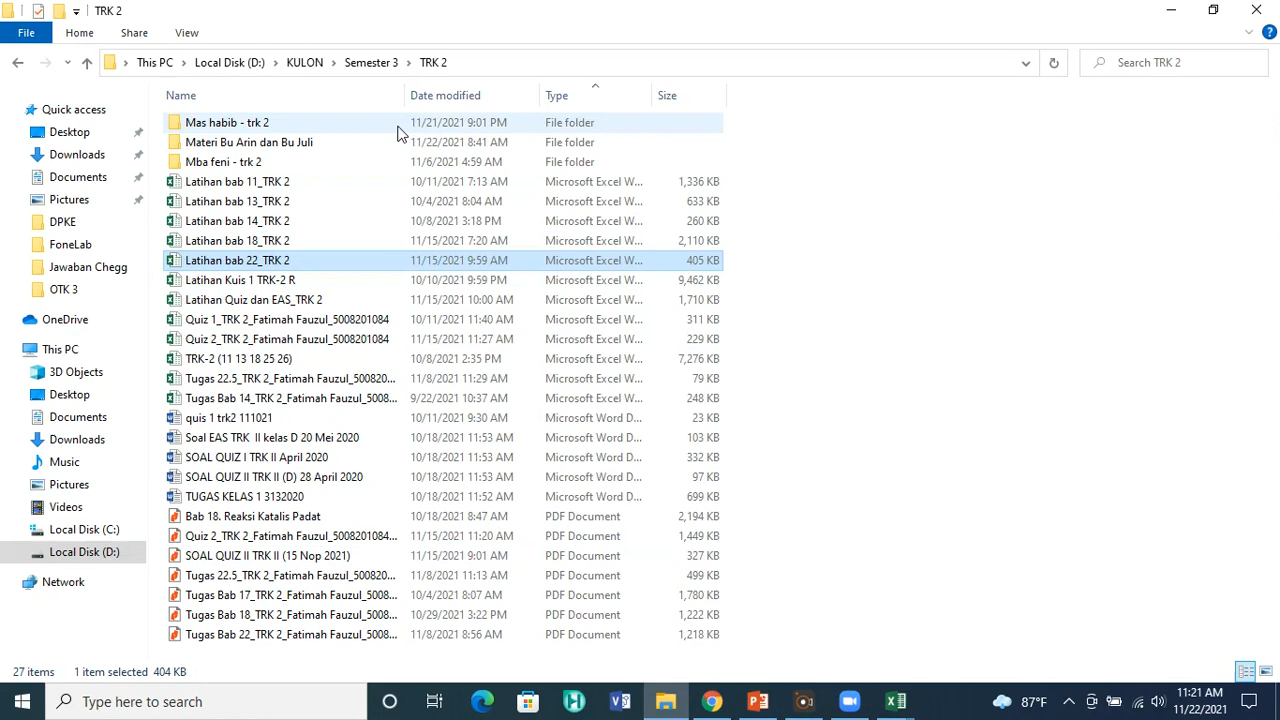 TRK 2
File Home Share View
This PC Local Disk (D:) KULON Semester 3 TRK 2 Search TRK 2
Name Date modified Type Size
Quick access
Desktop
Downloads
Documents
Pictures
DPKE
FoneLab
Jawaban Chegg
OTK 3
OneDrive
This PC
3D Objects
Desktop
Documents
Downloads
Music
Pictures
Videos
Local Disk (C:)
Local Disk (D:)
Network
Mas habib - trk 2 11/21/2021 9:01 PM File folder
Materi Bu Arin dan Bu Juli 11/22/2021 8:41 AM File folder
Mba feni - trk 2 11/6/2021 4:59 AM File folder
Latihan bab 11_TRK 2 10/11/2021 7:13 AM Microsoft Excel W... 1,336 KB
Latihan bab 13_TRK 2 10/4/2021 8:04 AM Microsoft Excel W... 633 KB
Latihan bab 14_TRK 2 10/8/2021 3:18 PM Microsoft Excel W... 260 KB
Latihan bab 18_TRK 2 11/15/2021 7:20 AM Microsoft Excel W... 2,110 KB
Latihan bab 22_TRK 2 11/15/2021 9:59 AM Microsoft Excel W... 405 KB
Latihan Kuis 1 TRK-2 R 10/10/2021 9:59 PM Microsoft Excel W... 9,462 KB
Latihan Quiz dan EAS_TRK 2 11/15/2021 10:00 AM Microsoft Excel W... 1,710 KB
Quiz 1_TRK 2_Fatimah Fauzul_5008201084 10/11/2021 11:40 AM Microsoft Excel W... 311 KB
Quiz 2_TRK 2_Fatimah Fauzul_5008201084 11/15/2021 11:27 AM Microsoft Excel W... 229 KB
TRK-2 (11 13 18 25 26) 10/8/2021 2:35 PM Microsoft Excel W... 7,276 KB
Tugas 22.5_TRK 2_Fatimah Fauzul_500820... 11/8/2021 11:29 AM Microsoft Excel W... 79 KB
Tugas Bab 14_TRK 2_Fatimah Fauzul_5008... 9/22/2021 10:37 AM Microsoft Excel W... 248 KB
quis 1 trk2 111021 10/11/2021 9:30 AM Microsoft Word D... 23 KB
Soal EAS TRK II kelas D 20 Mei 2020 10/18/2021 11:53 AM Microsoft Word D... 103 KB
SOAL QUIZ I TRK II April 2020 10/18/2021 11:53 AM Microsoft Word D... 332 KB
SOAL QUIZ II TRK II (D) 28 April 2020 10/18/2021 11:53 AM Microsoft Word D... 97 KB
TUGAS KELAS 1 3132020 10/18/2021 11:52 AM Microsoft Word D... 699 KB
Bab 18. Reaksi Katalis Padat 10/18/2021 8:47 AM PDF Document 2,194 KB
Quiz 2_TRK 2_Fatimah Fauzul_5008201084... 11/15/2021 11:20 AM PDF Document 1,449 KB
SOAL QUIZ II TRK II (15 Nop 2021) 11/15/2021 9:01 AM PDF Document 327 KB
Tugas 22.5_TRK 2_Fatimah Fauzul_500820... 11/8/2021 11:13 AM PDF Document 499 KB
Tugas Bab 17_TRK 2_Fatimah Fauzul_5008... 10/4/2021 8:07 AM PDF Document 1,780 KB
Tugas Bab 18_TRK 2_Fatimah Fauzul_5008... 10/29/2021 3:22 PM PDF Document 1,222 KB
Tugas Bab 22_TRK 2_Fatimah Fauzul_5008... 11/8/2021 8:56 AM PDF Document 1,218 KB
27 items 1 item selected 404 KB
Type here to search 87°F 11:21 AM
11/22/2021